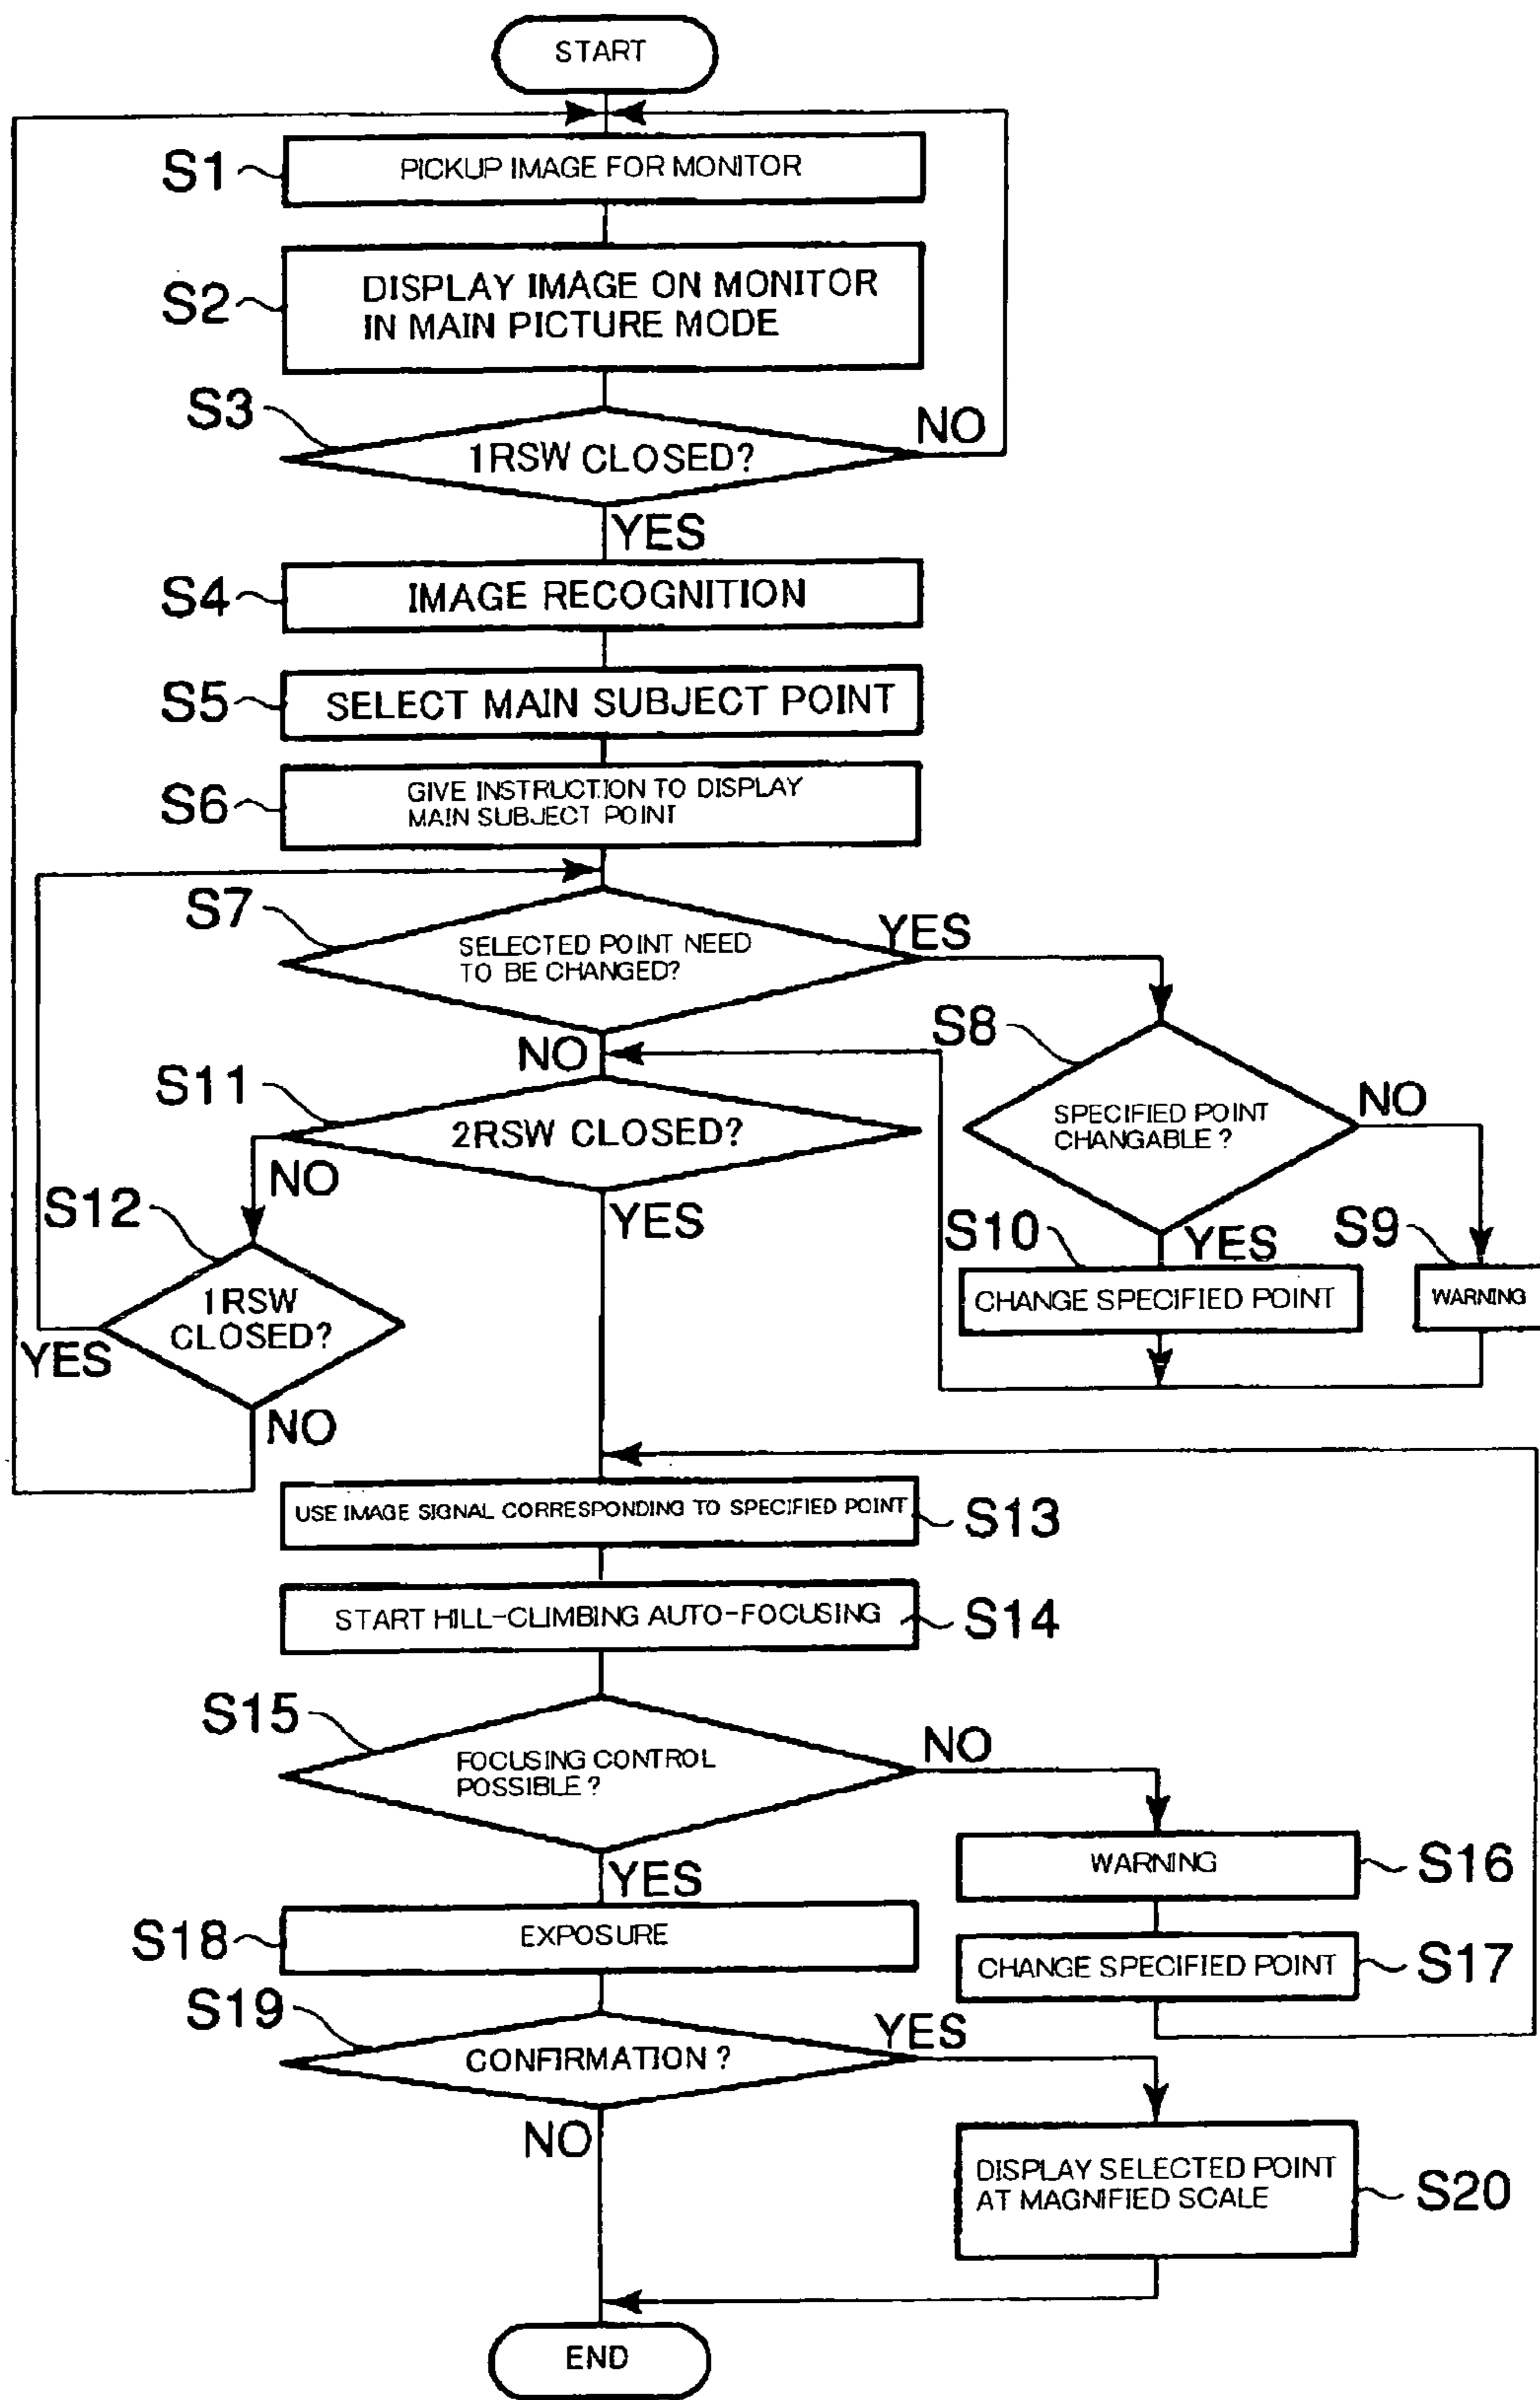 START
S1
PICKUP IMAGE FOR MONITOR
S2
DISPLAY IMAGE ON MONITOR
IN MAIN PICTURE MODE
S3
1RSW CLOSED?
NO
YES
S4
IMAGE RECOGNITION
S5
SELECT MAIN SUBJECT POINT
S6
GIVE INSTRUCTION TO DISPLAY
MAIN SUBJECT POINT
S7
SELECTED POINT NEED
TO BE CHANGED?
YES
NO
S8
SPECIFIED POINT
CHANGABLE ?
NO
YES
S11
2RSW CLOSED?
NO
YES
S12
1RSW
CLOSED?
YES
NO
S10
CHANGE SPECIFIED POINT
S9
WARNING
USE IMAGE SIGNAL CORRESPONDING TO SPECIFIED POINT
S13
START HILL-CLIMBING AUTO-FOCUSING
S14
S15
FOCUSING CONTROL
POSSIBLE ?
NO
YES
WARNING
S16
CHANGE SPECIFIED POINT
S17
S18
EXPOSURE
S19
CONFIRMATION ?
YES
NO
DISPLAY SELECTED POINT
AT MAGNIFIED SCALE
S20
END